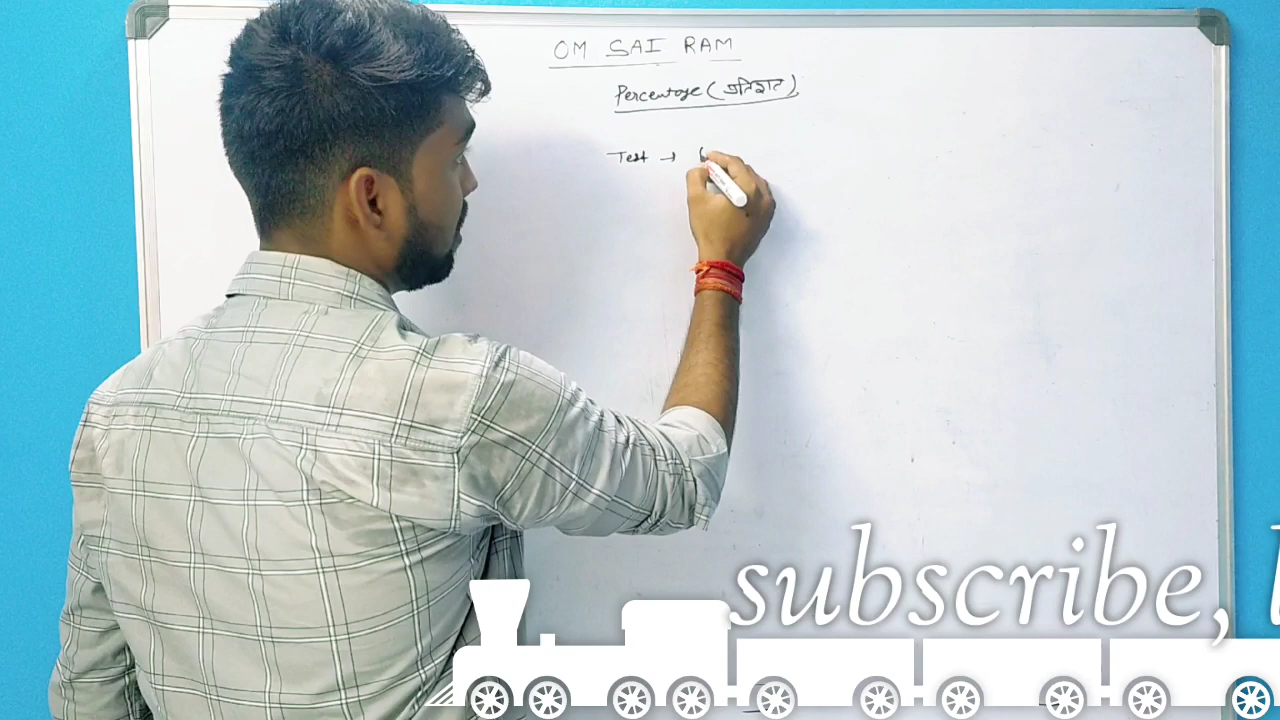 OM SAI RAM
Percentage (प्रतिशत)
Test →
subscribe,